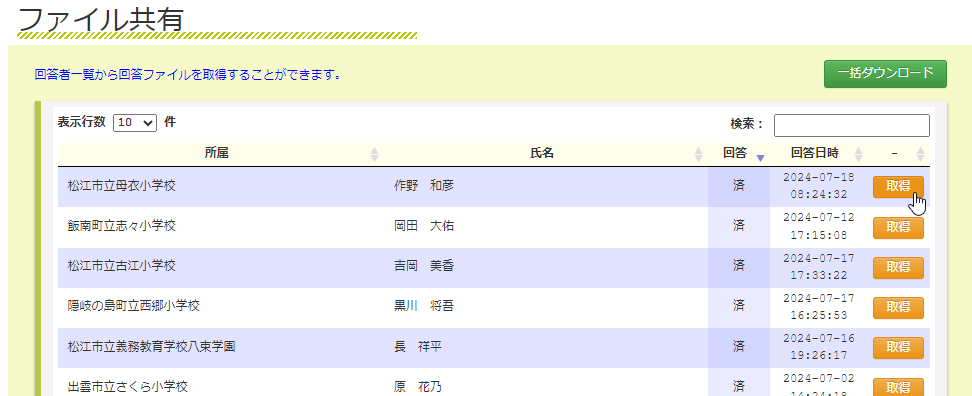 ファイル共有
回答者一覧から回答ファイルを取得することができます。
一括ダウンロード
表示行数 10 件
検索：
所属 氏名 回答 回答日時 -
松江市立母衣小学校 作野 和彦 済 2024-07-18 08:24:32 取得
飯南町立志々小学校 岡田 大佑 済 2024-07-12 17:15:08 取得
松江市立古江小学校 吉岡 美香 済 2024-07-17 17:33:22 取得
隠岐の島町立西郷小学校 黒川 将吾 済 2024-07-17 16:25:53 取得
松江市立義務教育学校八束学園 長 祥平 済 2024-07-16 19:26:17 取得
出雲市立さくら小学校 原 花乃 済 2024-07-02 取得